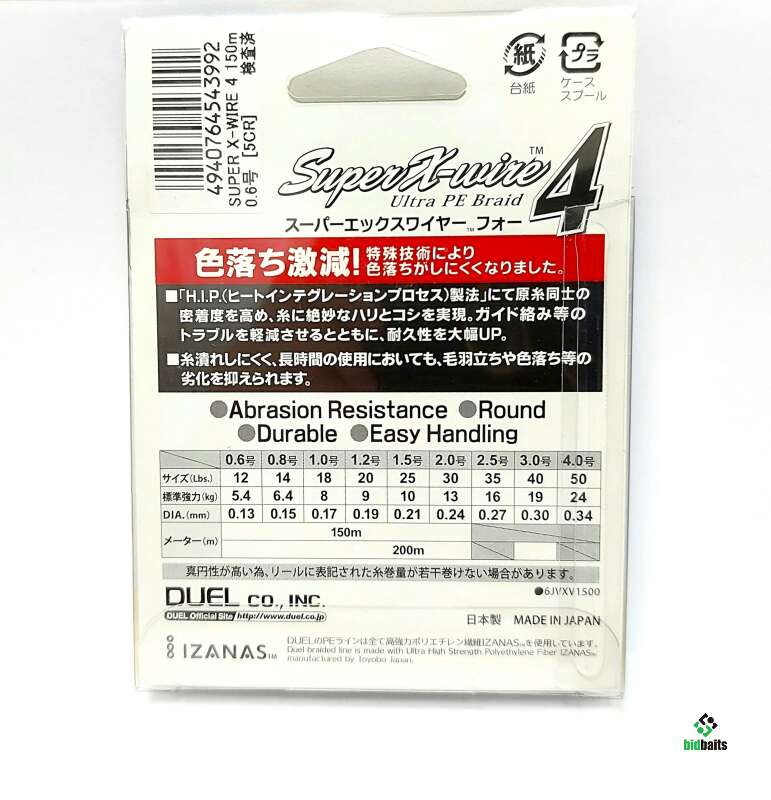 4940764543992
SUPER X-WIRE 4 150m
0.6号 [5CR] 検査済
紙
台紙
プラ
ケース
スプール
Super X-wire™ 4
Ultra PE Braid
スーパーエックスワイヤー™ フォー
色落ち激減!
特殊技術により
色落ちがしにくくなりました。
■「H.I.P.(ヒートインテグレーションプロセス)製法」にて原糸同士の
密着度を高め、糸に絶妙なハリとコシを実現。ガイド絡み等の
トラブルを軽減させるとともに、耐久性を大幅UP。
■糸潰れしにくく、長時間の使用においても、毛羽立ちや色落ち等の
劣化を抑えられます。
●Abrasion Resistance ●Round
●Durable ●Easy Handling
0.6号 0.8号 1.0号 1.2号 1.5号 2.0号 2.5号 3.0号 4.0号
サイズ(Lbs.) 12 14 18 20 25 30 35 40 50
標準強力(kg) 5.4 6.4 8 9 10 13 16 19 24
DIA.(mm) 0.13 0.15 0.17 0.19 0.21 0.24 0.27 0.30 0.34
メーター(m) 150m
200m
真円性が高い為、リールに表記された糸巻量が若干巻けない場合があります。
DUEL CO., INC.
●6JVXV1500
DUEL Official Site http://www.duel.co.jp
日本製 MADE IN JAPAN
IZANAS™
DUELのPEラインは全て高強力ポリエチレン繊維IZANAS™を使用しています。
Duel braided line is made with Ultra High Strength Polyethylene Fiber IZANAS™
manufactured by Toyobo Japan.
bidbaits